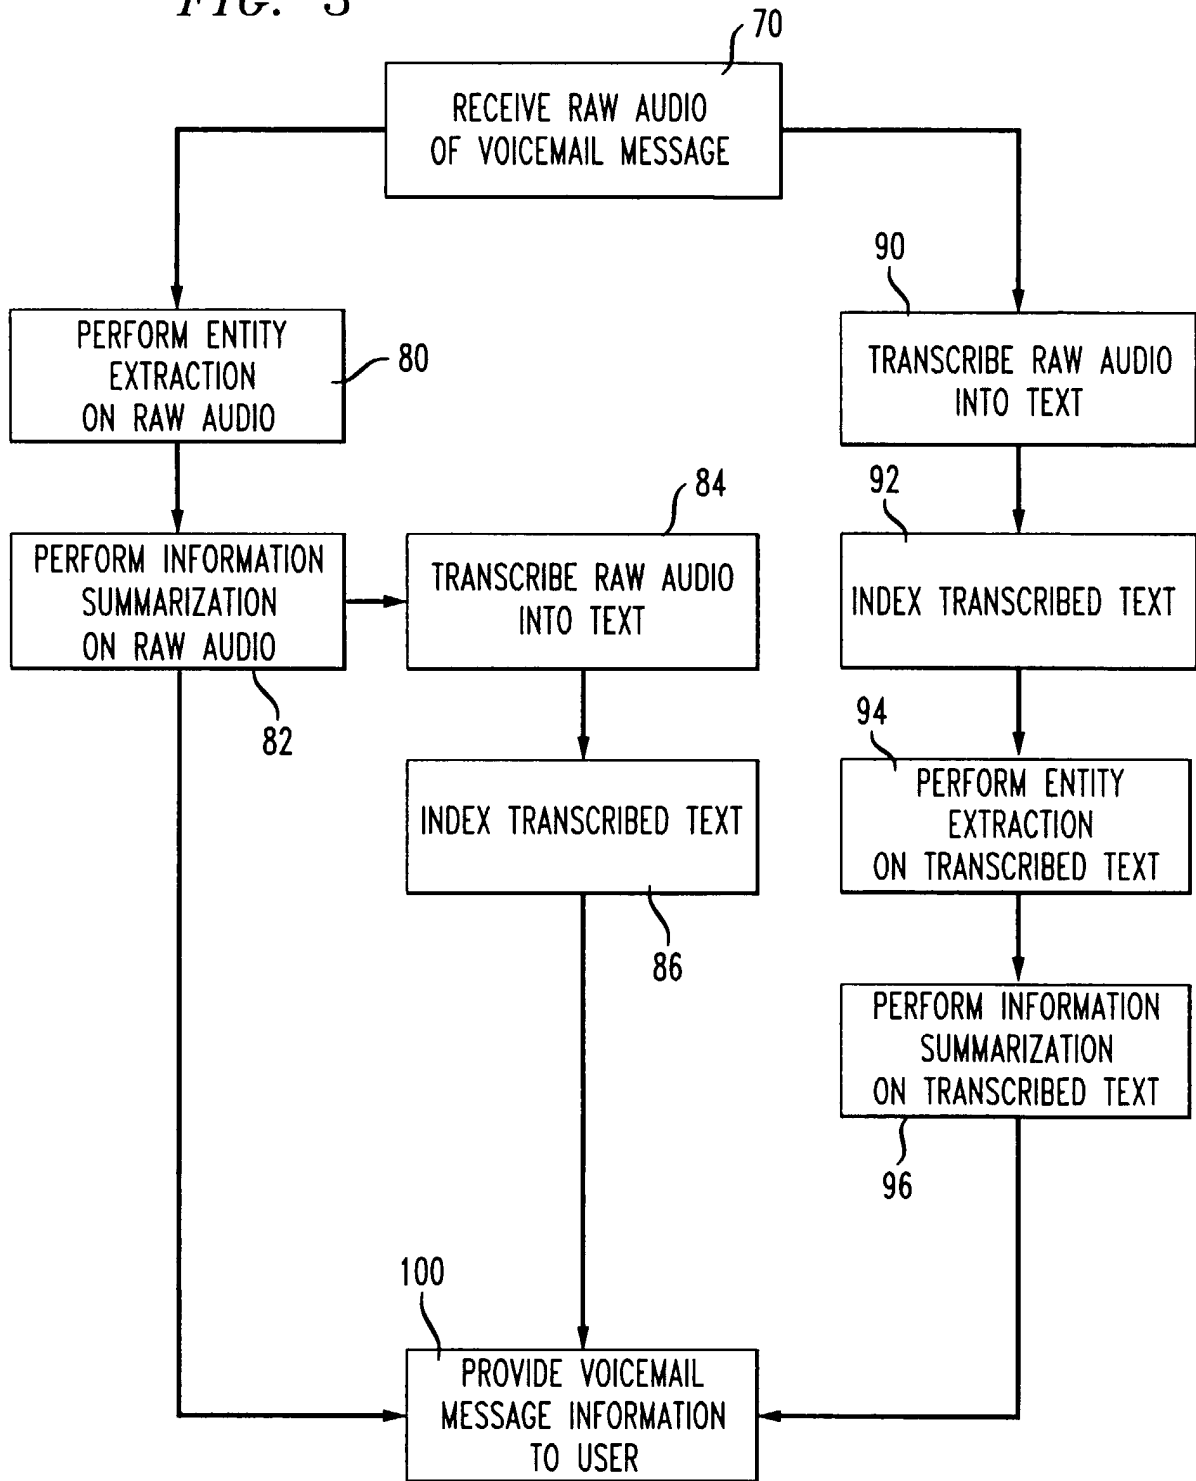 FIG. 3
70
RECEIVE RAW AUDIO
OF VOICEMAIL MESSAGE
90
PERFORM ENTITY
EXTRACTION
ON RAW AUDIO
80
TRANSCRIBE RAW AUDIO
INTO TEXT
84
92
PERFORM INFORMATION
SUMMARIZATION
ON RAW AUDIO
82
TRANSCRIBE RAW AUDIO
INTO TEXT
INDEX TRANSCRIBED TEXT
94
INDEX TRANSCRIBED TEXT
86
PERFORM ENTITY
EXTRACTION
ON TRANSCRIBED TEXT
PERFORM INFORMATION
SUMMARIZATION
ON TRANSCRIBED TEXT
96
100
PROVIDE VOICEMAIL
MESSAGE INFORMATION
TO USER